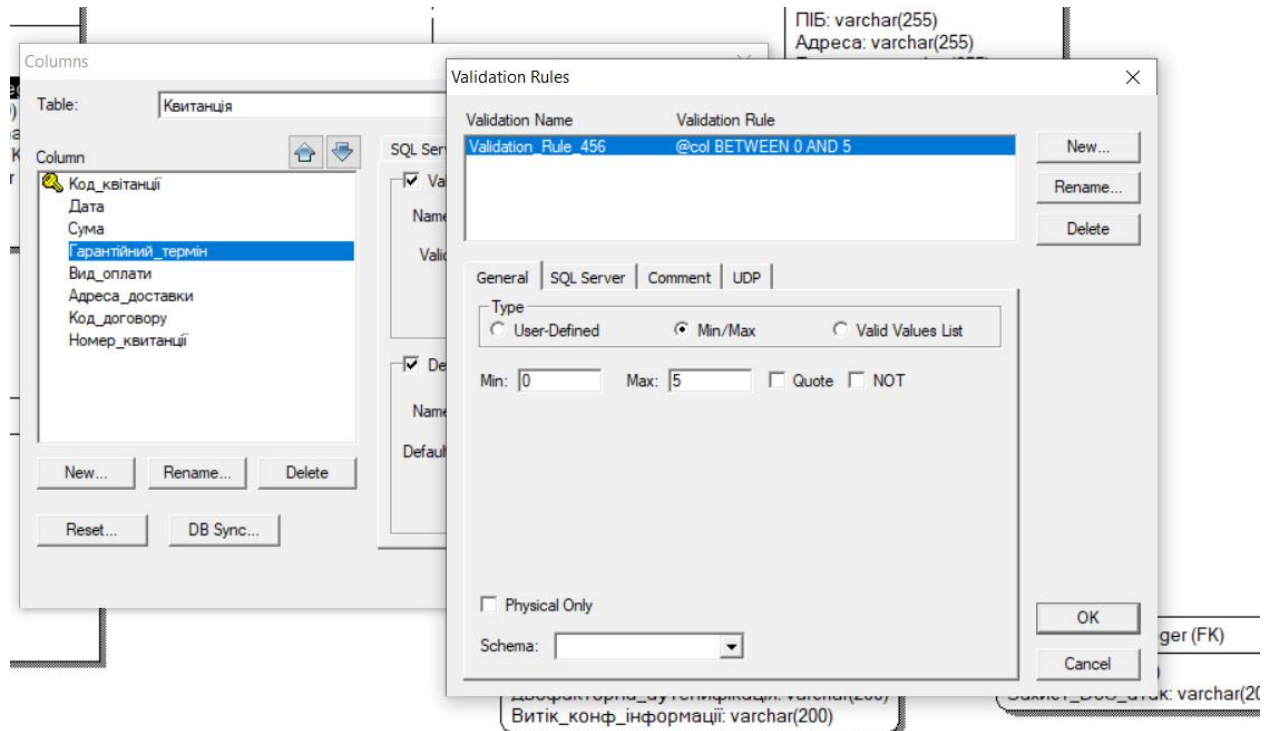 ПІБ: varchar(255)
Адреса: varchar(255)
Columns
Table:
Квитанція
Column
Код_квітанції
Дата
Сума
Гарантійний_термін
Вид_оплати
Адреса_доставки
Код_договору
Номер_квитанції
New...
Rename...
Delete
Reset...
DB Sync...
SQL Ser
Va
Name
Valid
De
Name
Defaul
Validation Rules
Validation Name
Validation Rule
Validation_Rule_456
@col BETWEEN 0 AND 5
New...
Rename...
Delete
General
SQL Server
Comment
UDP
Type
User-Defined
Min/Max
Valid Values List
Min: 0
Max: 5
Quote
NOT
Physical Only
Schema:
OK
Cancel
ger (FK)
Витік_конф_інформації: varchar(200)